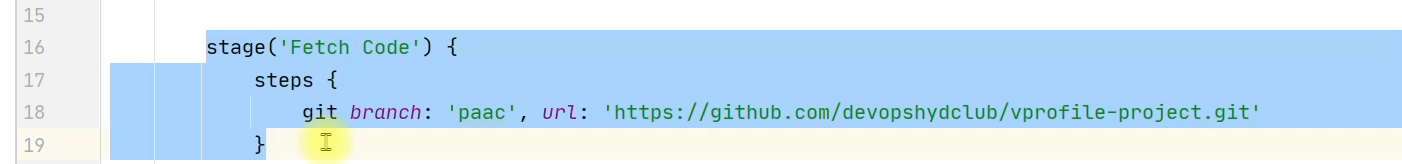 15
16 stage('Fetch Code') {
17 steps {
18 git branch: 'paac', url: 'https://github.com/devopshydclub/vprofile-project.git'
19 }